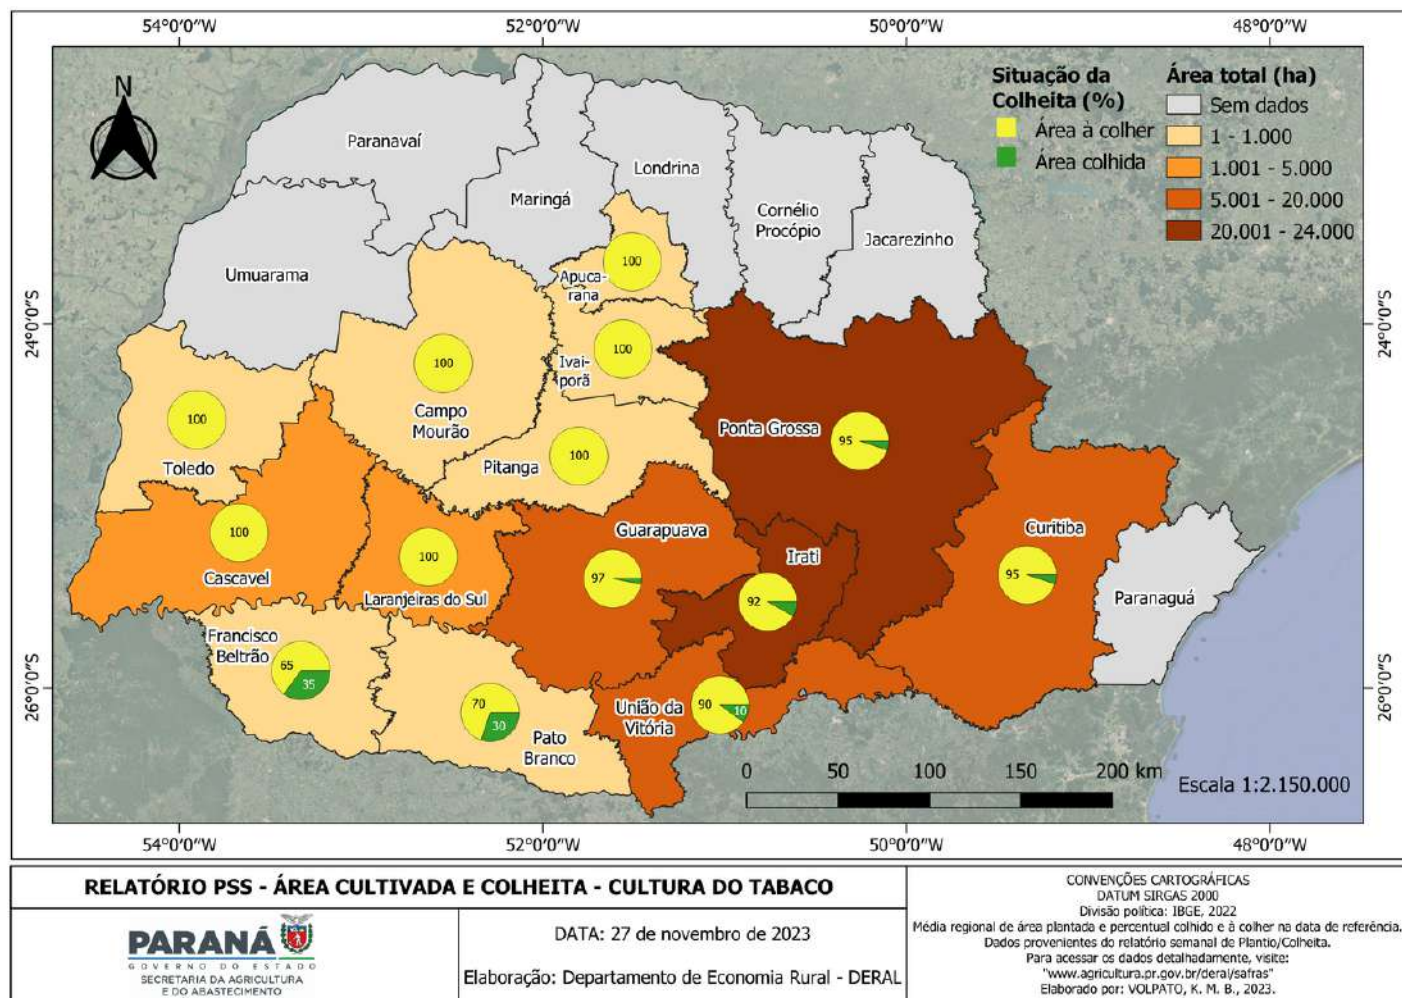 54°0'0"W 52°0'0"W 50°0'0"W 48°0'0"W
N
Situação da
Colheita (%)
Área à colher
Área colhida
Área total (ha)
Sem dados
1 - 1.000
1.001 - 5.000
5.001 - 20.000
20.001 - 24.000
Paranavaí
Londrina
Maringá
Cornélio
Procópio
Jacarezinho
Umuarama
100
Apuca-
rana
24°0'0"S
24°0'0"S
100
Ivai-
porã
100
Campo
Mourão
100
Toledo
100
Pitanga
Ponta Grossa
95
100
Cascavel
100
Laranjeiras do Sul
Guarapuava
97
Irati
92
Curitiba
95
Paranaguá
Francisco
Beltrão
65
35
70
30
Pato
Branco
União da
Vitória
90
10
26°0'0"S
26°0'0"S
0 50 100 150 200 km
Escala 1:2.150.000
54°0'0"W 52°0'0"W 50°0'0"W 48°0'0"W
RELATÓRIO PSS - ÁREA CULTIVADA E COLHEITA - CULTURA DO TABACO
PARANÁ
GOVERNO DO ESTADO
SECRETARIA DA AGRICULTURA
E DO ABASTECIMENTO
DATA: 27 de novembro de 2023
Elaboração: Departamento de Economia Rural - DERAL
CONVENÇÕES CARTOGRÁFICAS
DATUM SIRGAS 2000
Divisão política: IBGE, 2022
Média regional de área plantada e percentual colhido e à colher na data de referência.
Dados provenientes do relatório semanal de Plantio/Colheita.
Para acessar os dados detalhadamente, visite:
"www.agricultura.pr.gov.br/deral/safras"
Elaborado por: VOLPATO, K. M. B., 2023.